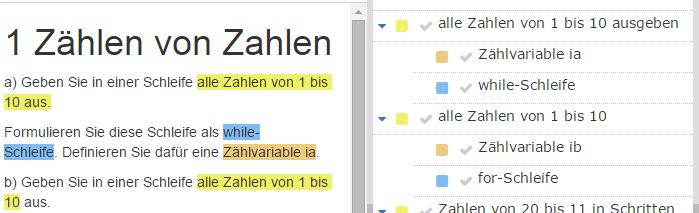 1 Zählen von Zahlen
a) Geben Sie in einer Schleife alle Zahlen von 1 bis
10 aus.
Formulieren Sie diese Schleife als while-
Schleife. Definieren Sie dafür eine Zählvariable ia.
b) Geben Sie in einer Schleife alle Zahlen von 1 bis
10 aus.
alle Zahlen von 1 bis 10 ausgeben
Zählvariable ia
while-Schleife
alle Zahlen von 1 bis 10
Zählvariable ib
for-Schleife
Zahlen von 20 bis 11 in Schritten